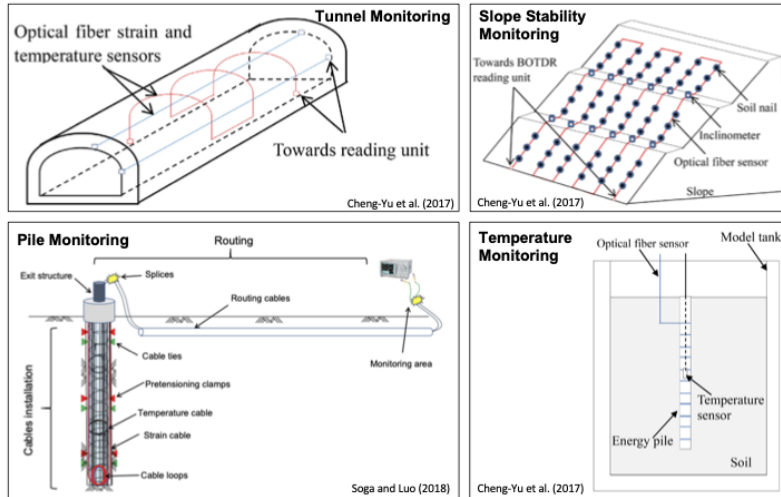 Tunnel Monitoring
Optical fiber strain and
temperature sensors
Towards reading unit
Cheng-Yu et al. (2017)
Slope Stability
Monitoring
Towards BOTDR
reading unit
Soil nail
Inclinometer
Optical fiber sensor
Slope
Cheng-Yu et al. (2017)
Pile Monitoring
Routing
Exit structure
Splices
Routing cables
Monitoring area
Cables installation
Cable ties
Pretensioning clamps
Temperature cable
Strain cable
Cable loops
Soga and Luo (2018)
Temperature
Monitoring
Optical fiber sensor
Model tank
Temperature
sensor
Energy pile
Soil
Cheng-Yu et al. (2017)